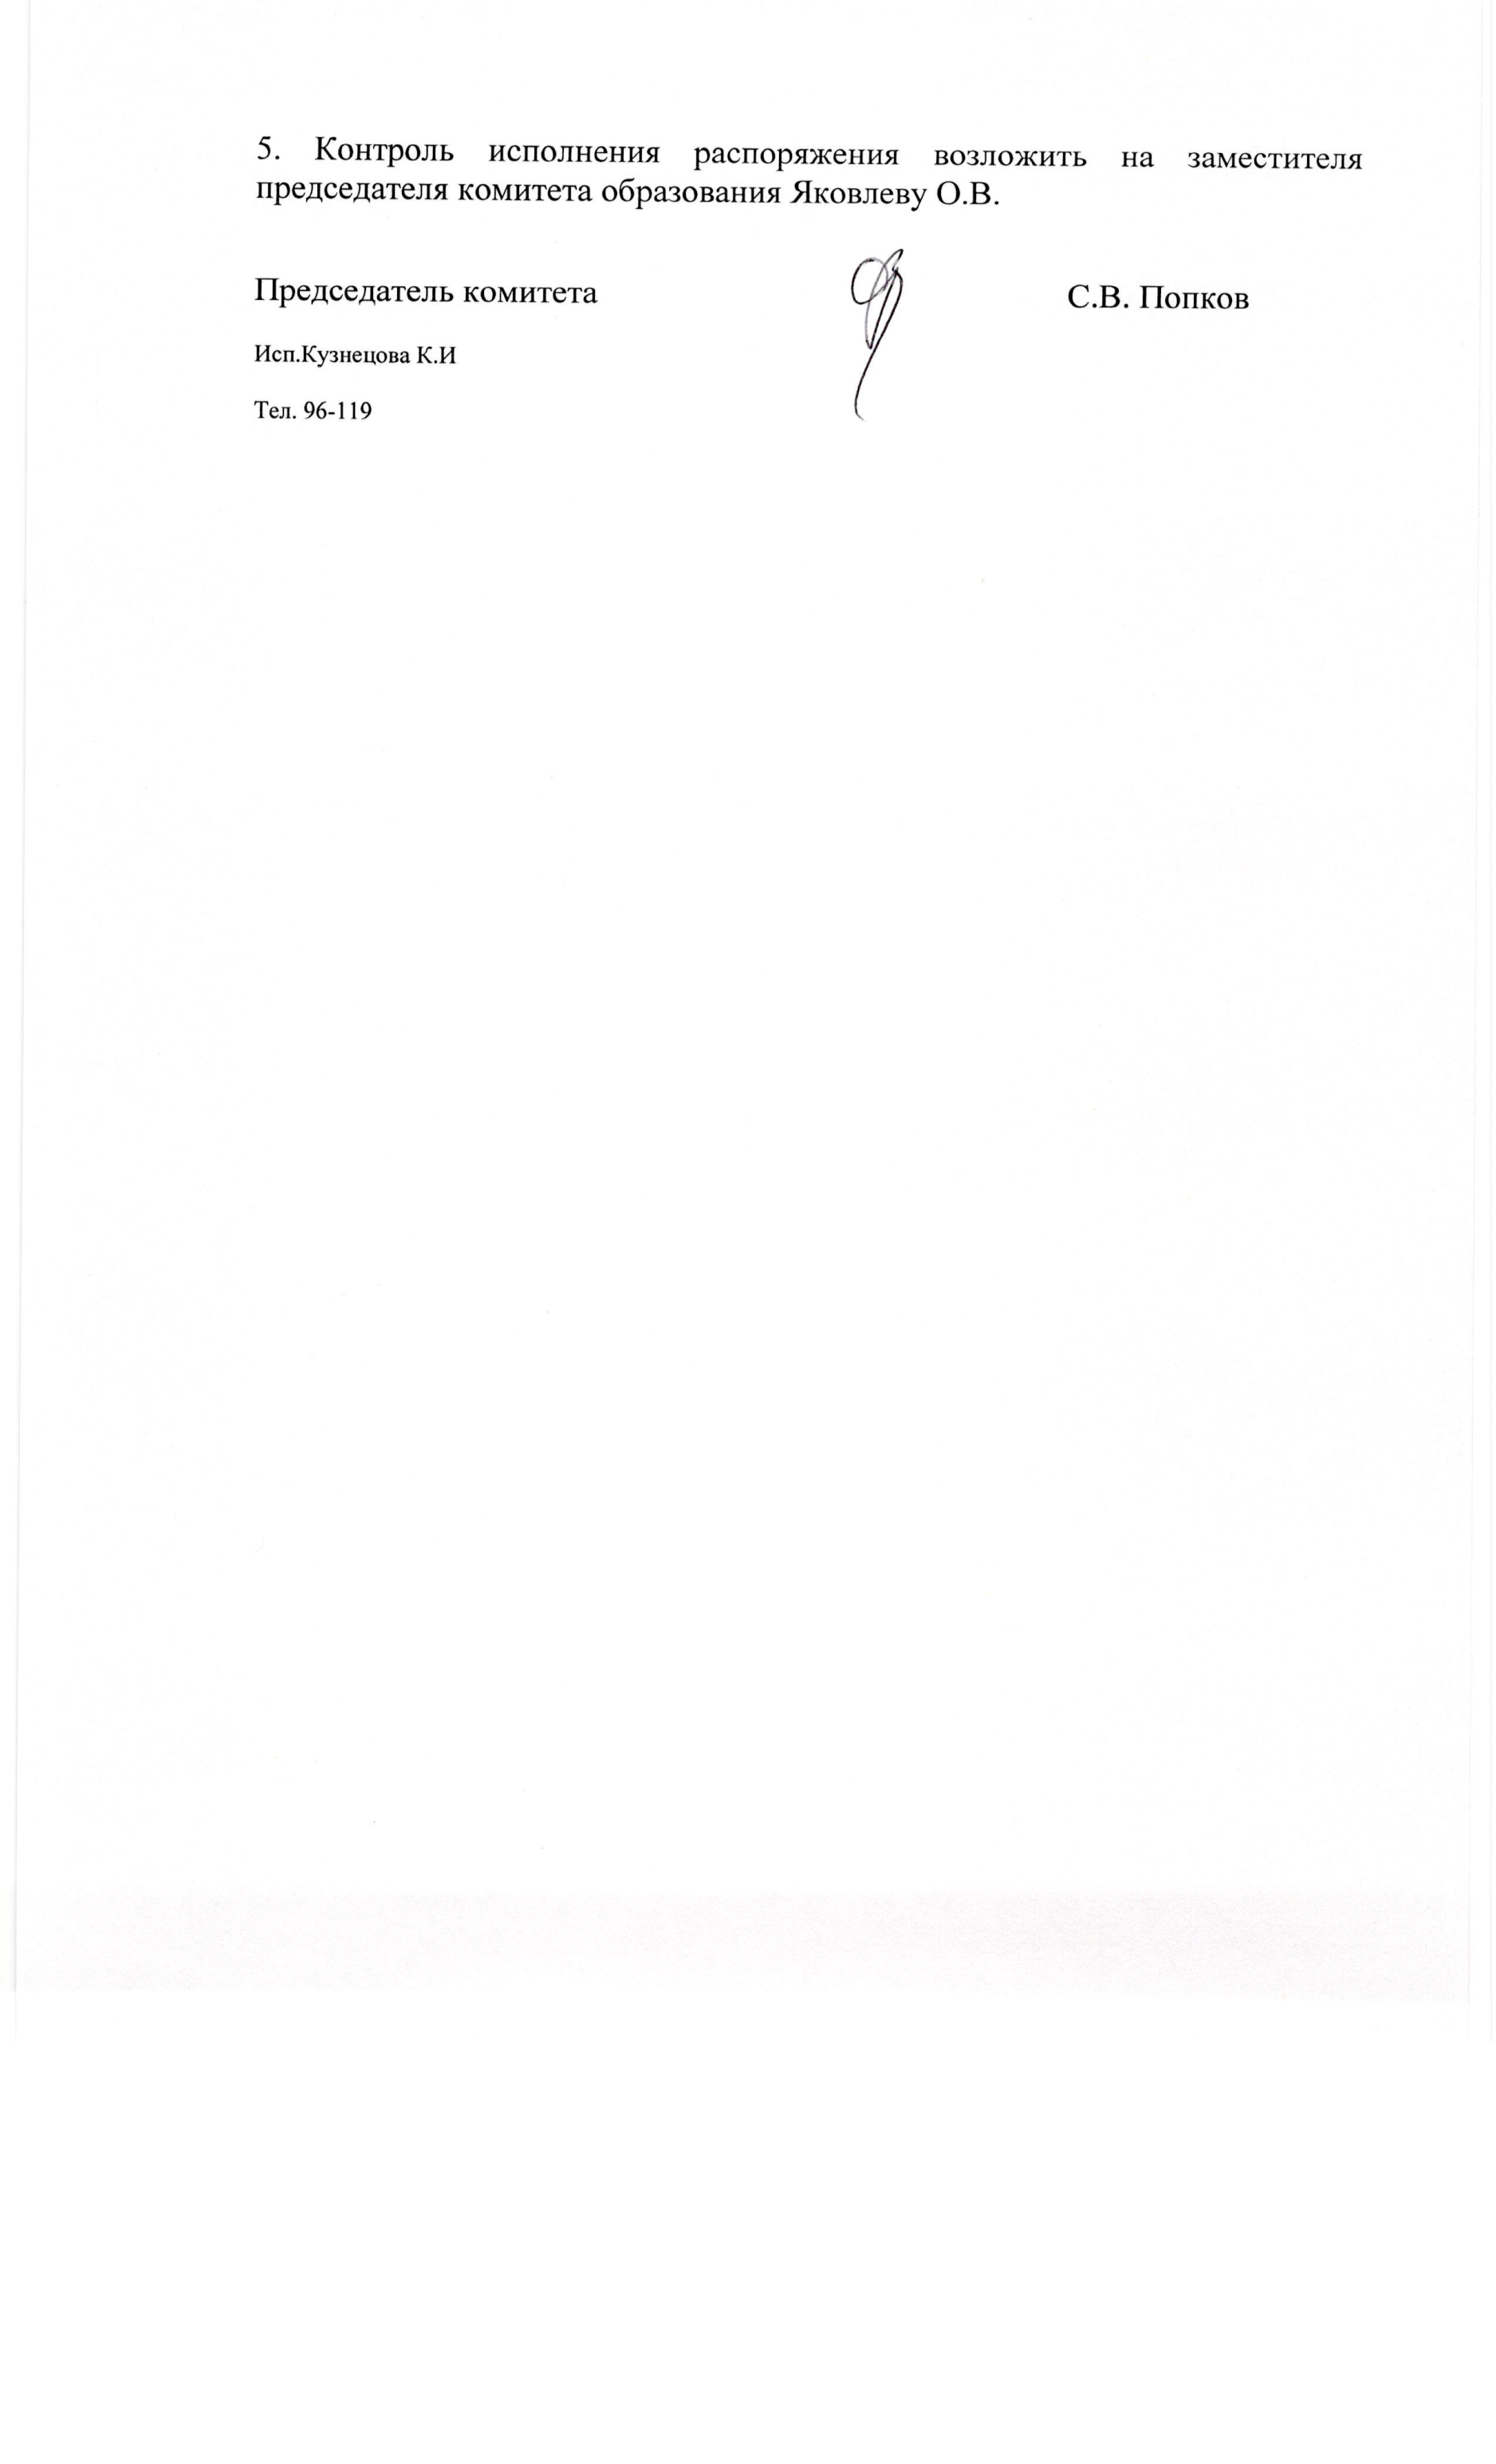 5. Контроль исполнения распоряжения возложить на заместителя
председателя комитета образования Яковлеву О.В.
Председатель комитета С.В. Попков
Исп.Кузнецова К.И
Тел. 96-119